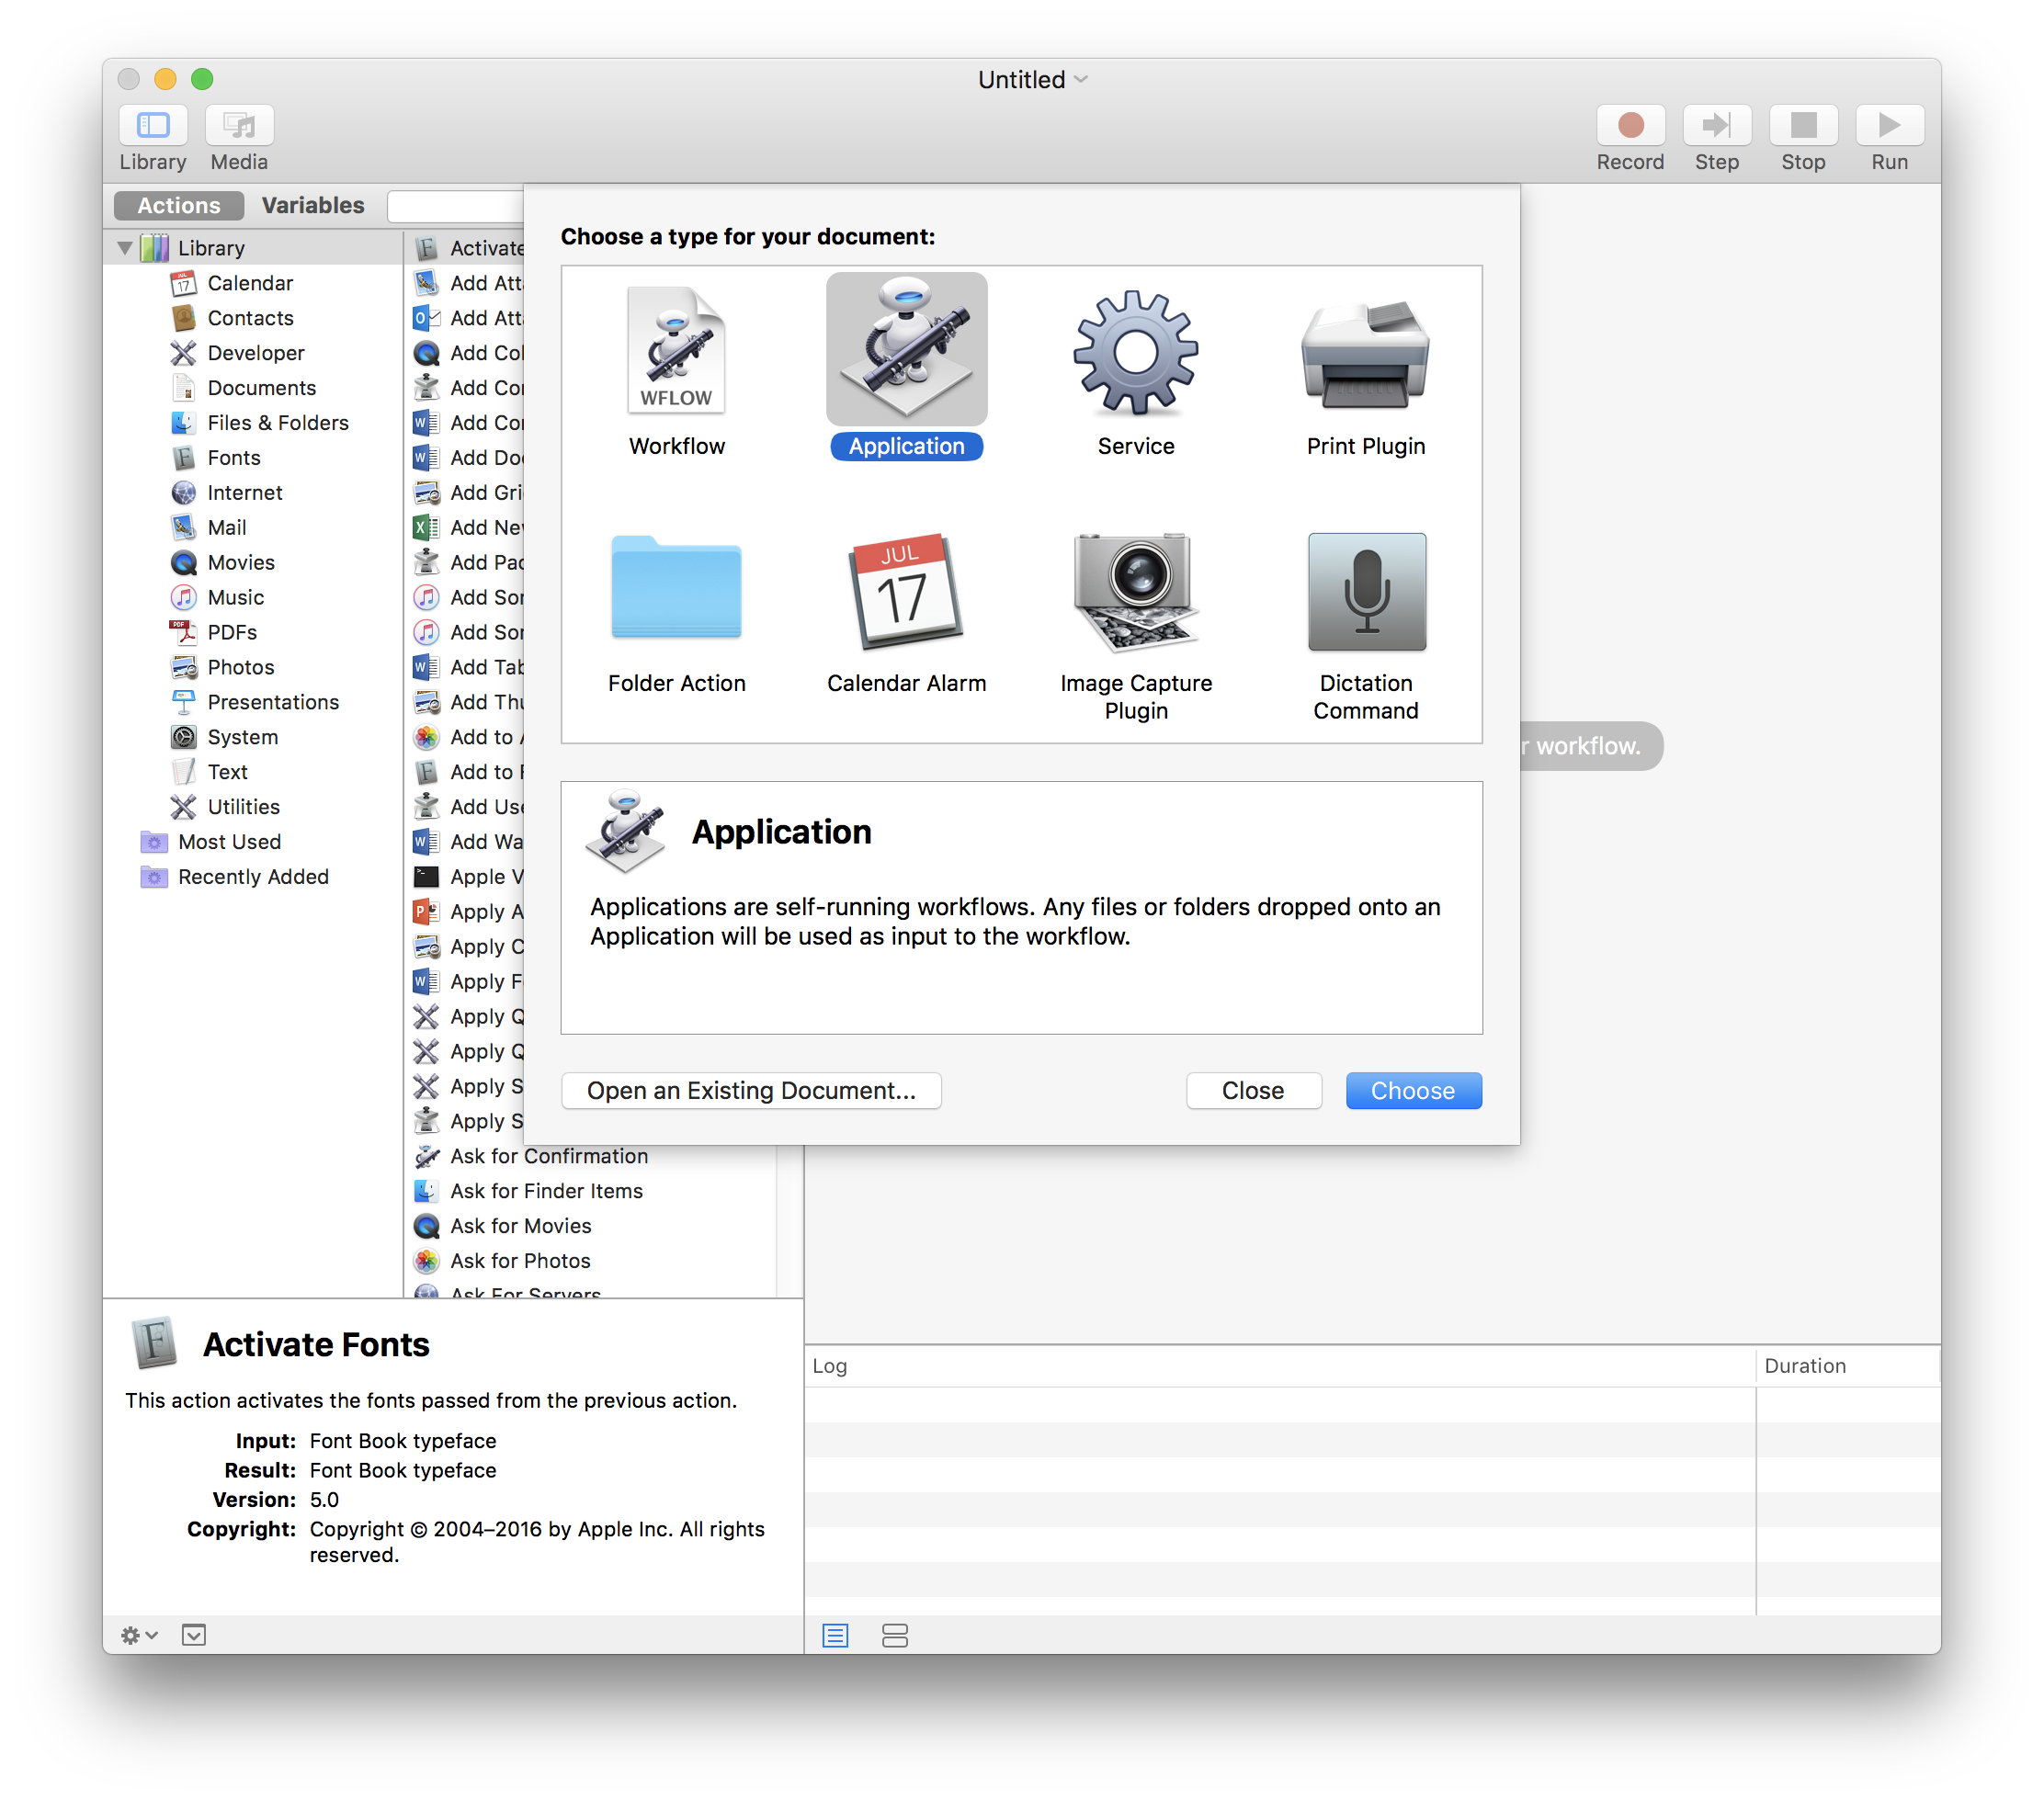 Untitled
Library
Media
Record
Step
Stop
Run
Actions
Variables
Library
Calendar
Contacts
Developer
Documents
Files & Folders
Fonts
Internet
Mail
Movies
Music
PDFs
Photos
Presentations
System
Text
Utilities
Most Used
Recently Added
Activate
Add Att
Add Att
Add Col
Add Cor
Add Cor
Add Doc
Add Gri
Add New
Add Pac
Add Sor
Add Sor
Add Tab
Add Thu
Add to
Add to
Add Use
Add Wa
Apple V
Apply A
Apply C
Apply F
Apply Q
Apply Q
Apply S
Apply S
Ask for Confirmation
Ask for Finder Items
Ask for Movies
Ask for Photos
Ask For Servers
Choose a type for your document:
WFLOW
Workflow
Application
Service
Print Plugin
Folder Action
JUL
17
Calendar Alarm
Image Capture
Plugin
Dictation
Command
r workflow.
Application
Applications are self-running workflows. Any files or folders dropped onto an
Application will be used as input to the workflow.
Open an Existing Document...
Close
Choose
Activate Fonts
This action activates the fonts passed from the previous action.
Input: Font Book typeface
Result: Font Book typeface
Version: 5.0
Copyright: Copyright © 2004–2016 by Apple Inc. All rights
reserved.
Log
Duration